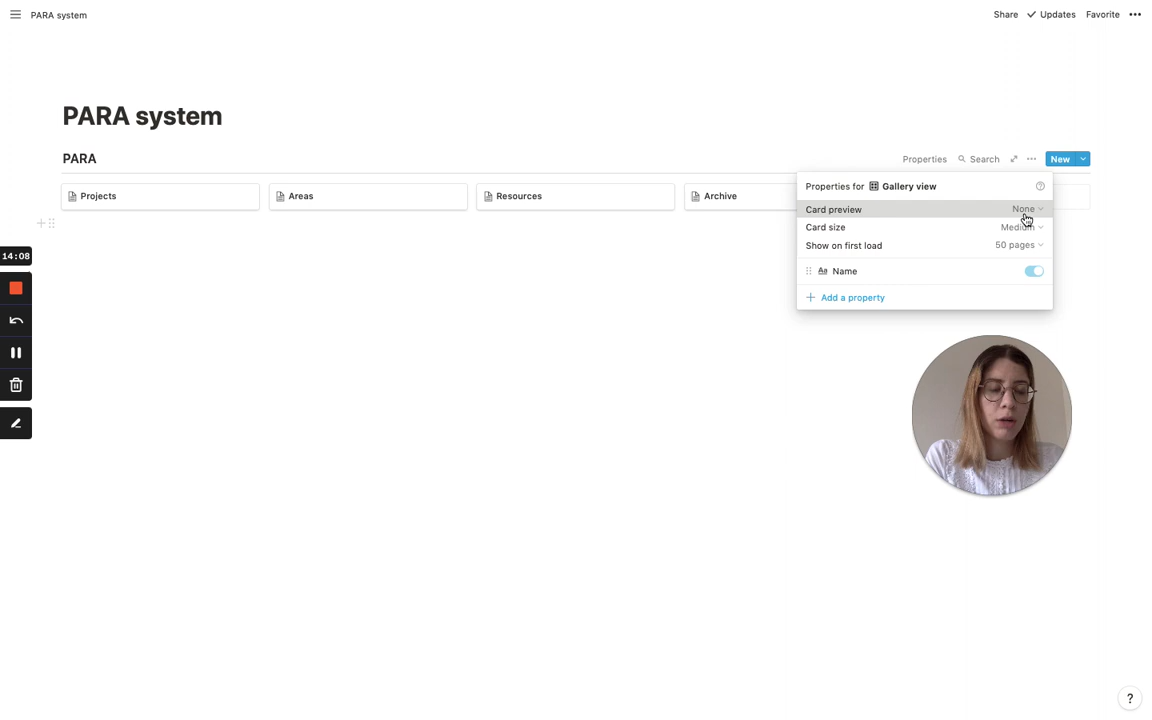 PARA system
Share ✓ Updates Favorite •••
PARA system
PARA
Properties Search ••• New
Projects
Areas
Resources
Archive
Properties for Gallery view ?
Card preview None
Card size Medium
Show on first load 50 pages
Aa Name
+ Add a property
14:08
?